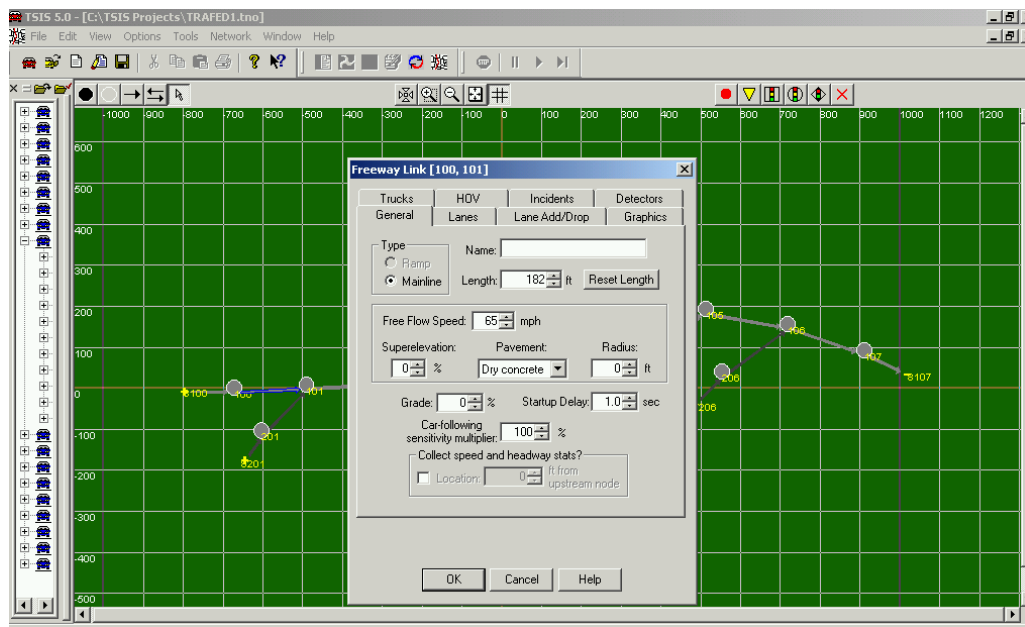 TSIS 5.0 - [C:\TSIS Projects\TRAFED1.tno]
File Edit View Options Tools Network Window Help
-1000 -900 -800 -700 -600 -500 -400 -300 -200 -100 0 100 200 300 400 500 600 700 800 900 1000 1100 1200
600
500
400
300
200
100
0
-100
-200
-300
-400
-500
Freeway Link [100, 101]
Trucks HOV Incidents Detectors
General Lanes Lane Add/Drop Graphics
Type
Ramp
Mainline
Name:
Length: 182 ft Reset Length
Free Flow Speed: 65 mph
Superelevation: Pavement: Radius:
0 % Dry concrete 0 ft
Grade: 0 % Startup Delay: 1.0 sec
Car-following
sensitivity multiplier: 100 %
Collect speed and headway stats?
Location: 0 ft from
upstream node
OK Cancel Help
8100
100
101
201
8201
105
106
107
8107
206
206